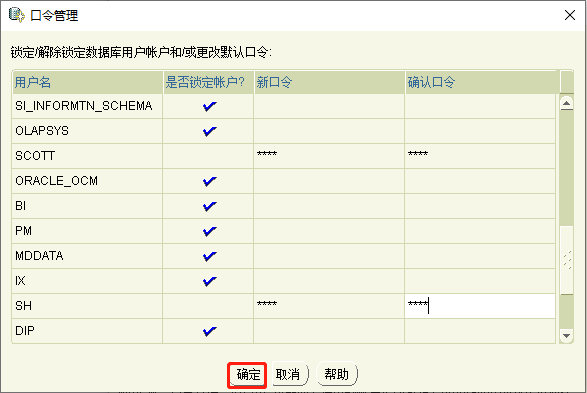 口令管理
锁定/解除锁定数据库用户帐户和/或更改默认口令:
用户名 是否锁定帐户? 新口令 确认口令
SI_INFORMTN_SCHEMA
OLAPSYS
SCOTT **** ****
ORACLE_OCM
BI
PM
MDDATA
IX
SH **** ****
DIP
确定 取消 帮助